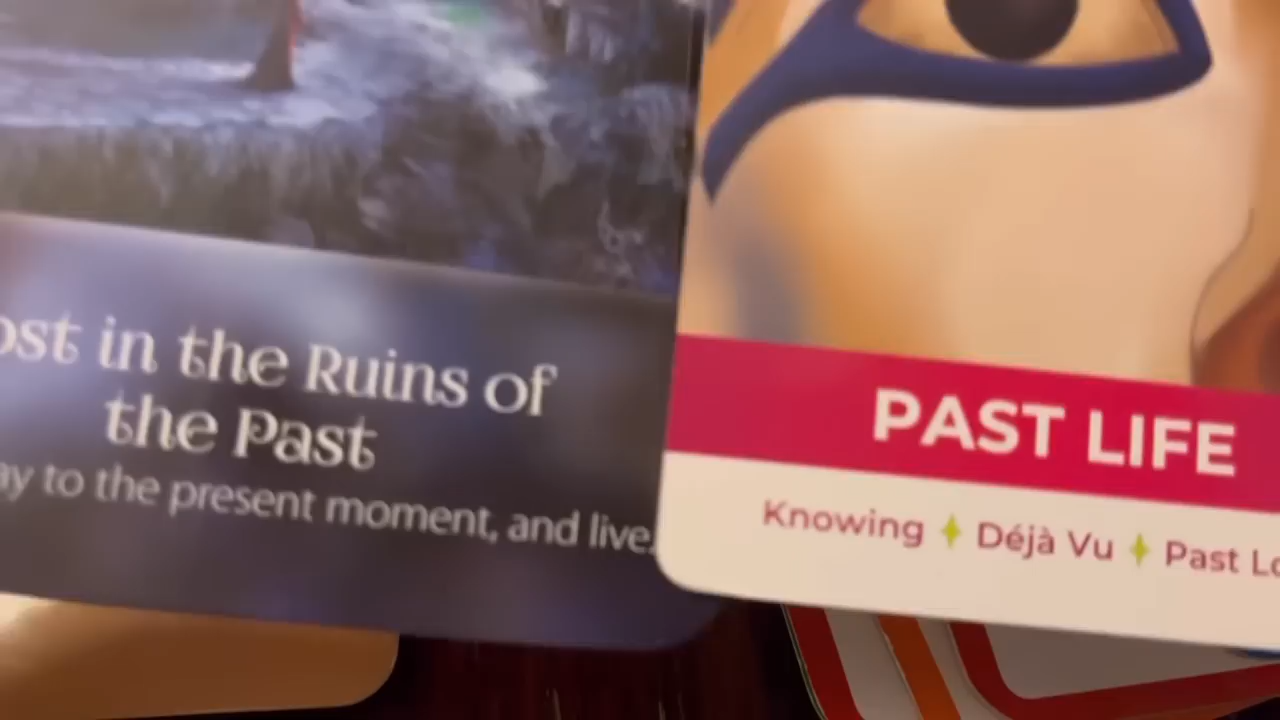 ost in the Ruins of
the Past
ay to the present moment, and live.
PAST LIFE
Knowing Déjà Vu Past Lo